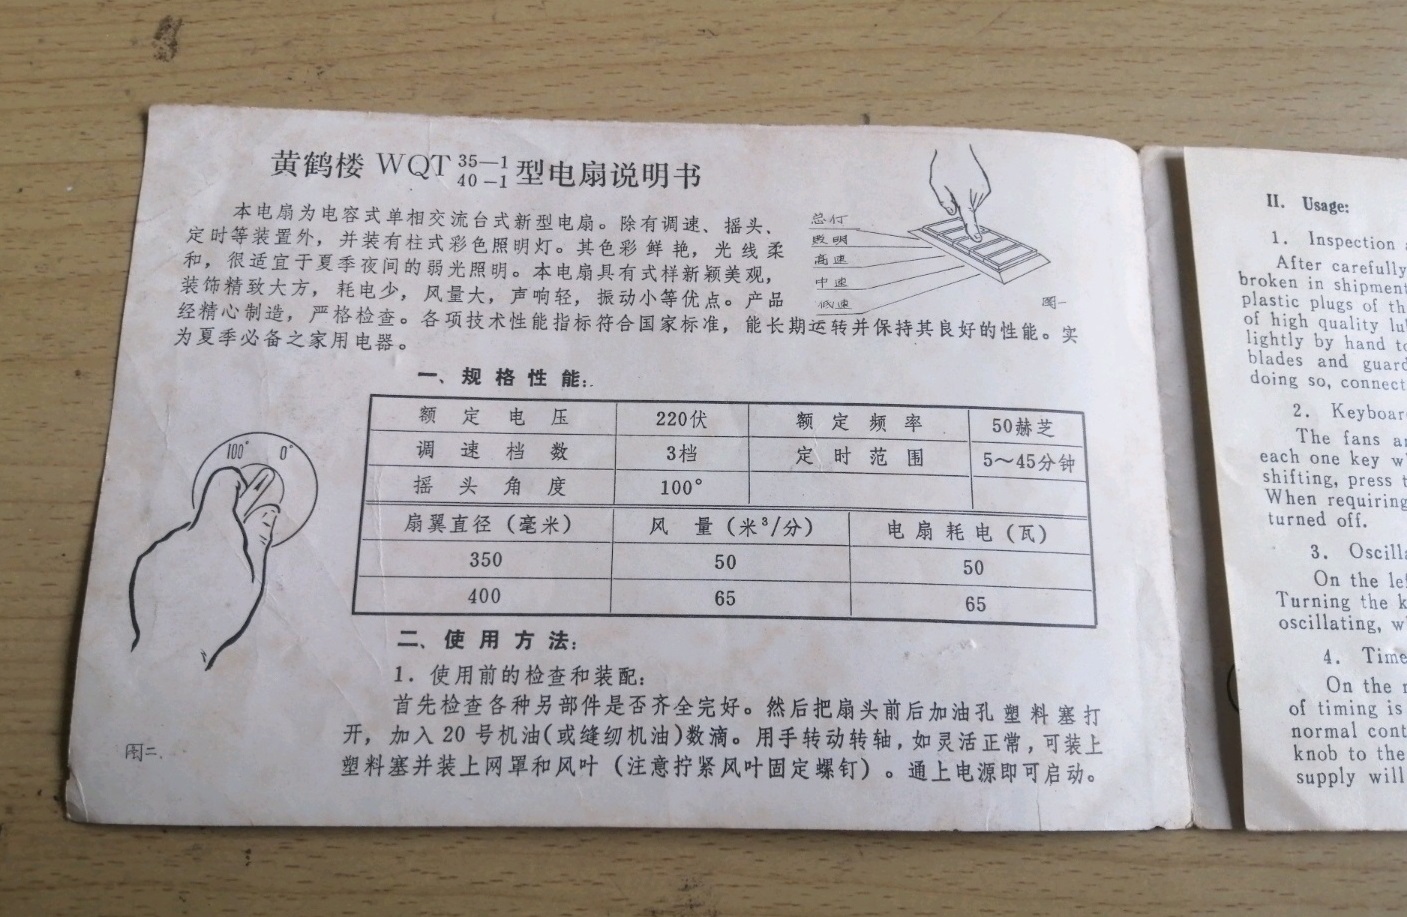 黄鹤楼 WQT 35—1 型电扇说明书
40-1
本电扇为电容式单相交流台式新型电扇。除有调速、摇头、
定时等装置外，并装有柱式彩色照明灯。其色彩鲜艳，光线柔
和，很适宜于夏季夜间的弱光照明。本电扇具有式样新颖美观，
装饰精致大方，耗电少，风量大，声响轻，振动小等优点。产品
经精心制造，严格检查。各项技术性能指标符合国家标准，能长期运转并保持其良好的性能。实
为夏季必备之家用电器。
总仃
照明
高速
中速
低速
图一
一、规格性能：
额定电压 220伏 额定频率 50赫芝
调速档数 3档 定时范围 5～45分钟
摇头角度 100°
扇翼直径（毫米） 风量（米³/分） 电扇耗电（瓦）
350 50 50
400 65 65
100° 0°
图二.
二、使用方法：
1．使用前的检查和装配：
首先检查各种另部件是否齐全完好。然后把扇头前后加油孔塑料塞打
开，加入20号机油(或缝纫机油)数滴。用手转动转轴，如灵活正常，可装上
塑料塞并装上网罩和风叶（注意拧紧风叶固定螺钉）。通上电源即可启动。
II. Usage:
1. Inspection
After carefully
broken in shipment
plastic plugs of th
of high quality lu
lightly by hand to
blades and guard
doing so, connect
2. Keyboar
The fans a
each one key w
shifting, press t
When requiring
turned off.
3. Oscilla
On the lef
Turning the k
oscillating, w
4. Time
On the r
of timing is
normal cont
knob to the
supply will